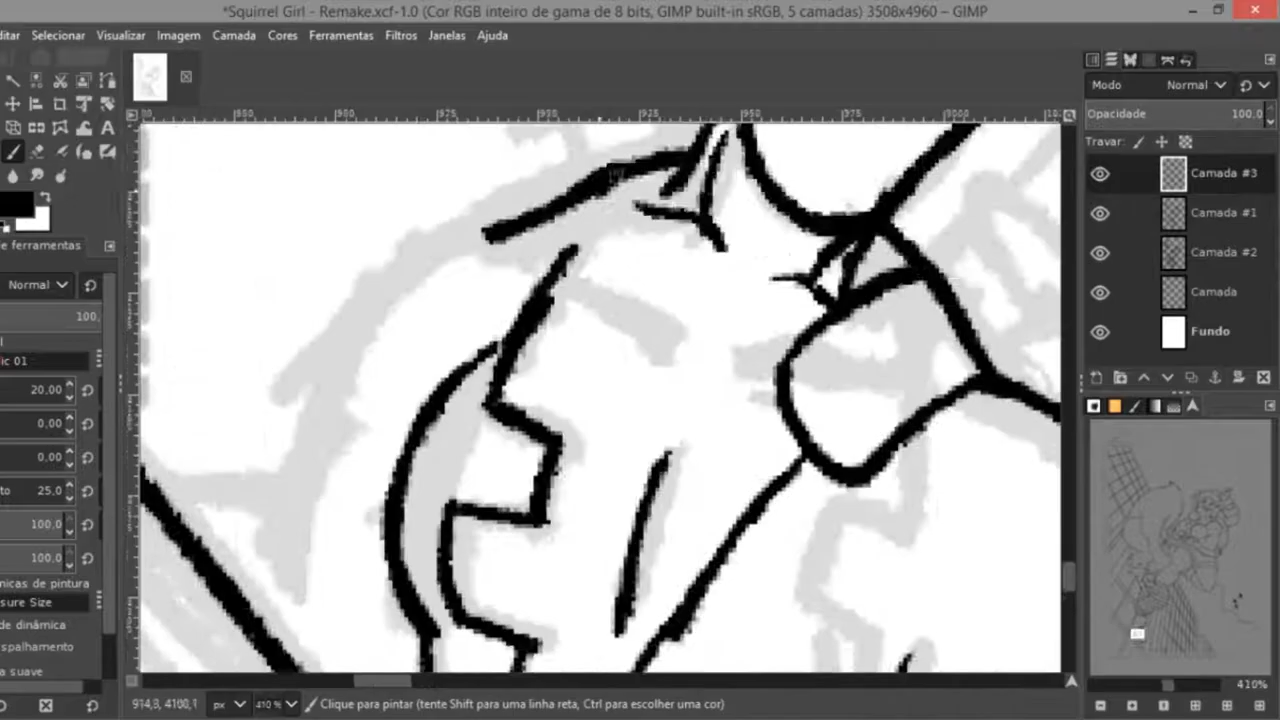 *Squirrel Girl - Remake.xcf-1.0 (Cor RGB inteiro de gama de 8 bits, GIMP built-in sRGB, 5 camadas) 3508x4960 – GIMP
ditar Selecionar Visualizar Imagem Camada Cores Ferramentas Filtros Janelas Ajuda
Modo Normal
Opacidade 100,0
Travar:
Camada #3
Camada #1
Camada #2
Camada
Fundo
de ferramentas
Normal
100,
ic 01
20,00
0,00
0,00
to 25,0
100,0
100,0
nicas de pintura
sure Size
de dinâmica
spalhamento
a suave
410%
914,3, 4100,1 px 410 % Clique para pintar (tente Shift para uma linha reta, Ctrl para escolher uma cor)